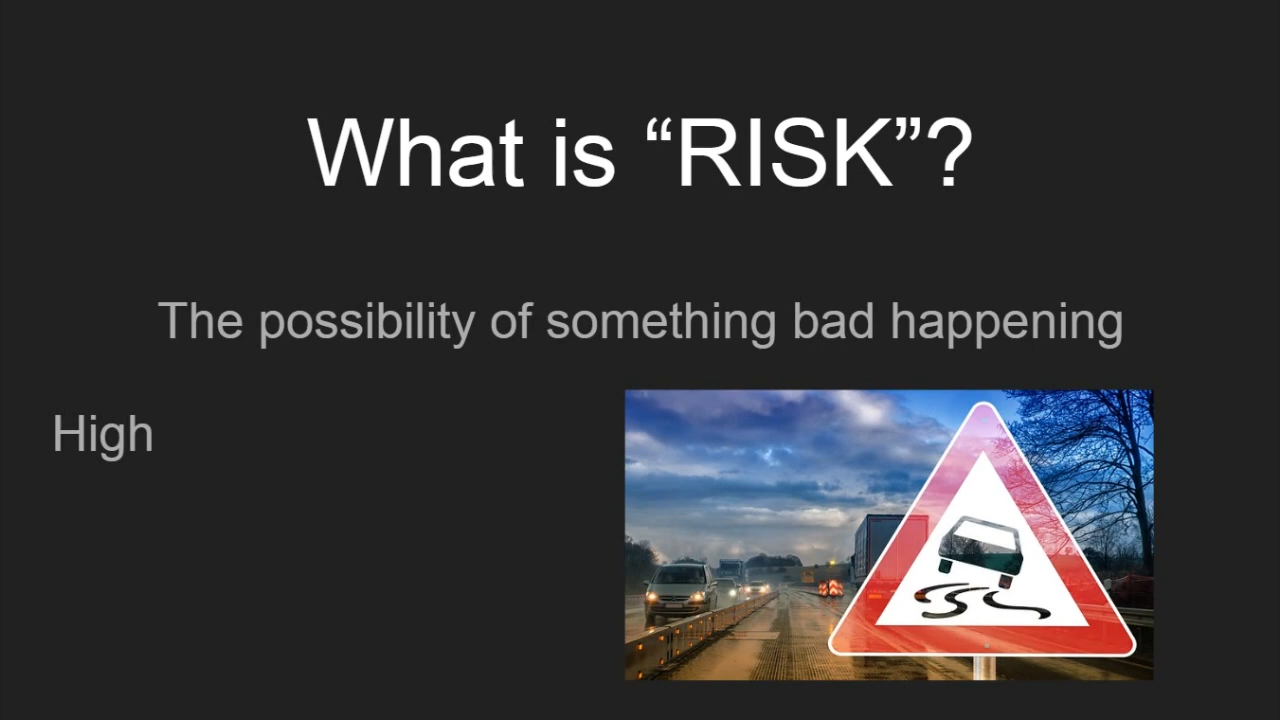 What is “RISK”?
The possibility of something bad happening
High